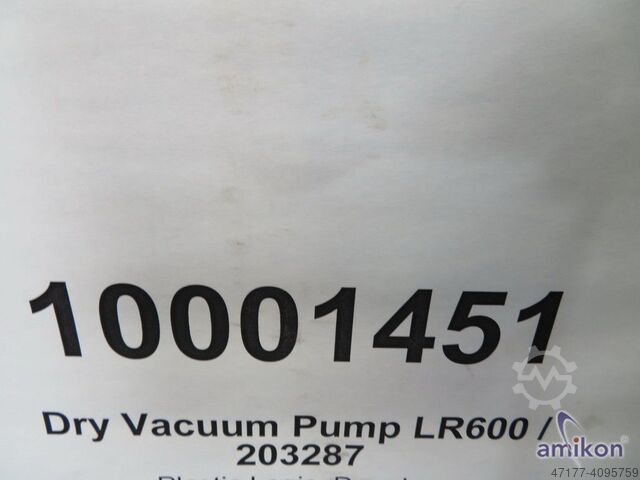 10001451
Dry Vacuum Pump LR600 /
203287
amikon
47177-4095759